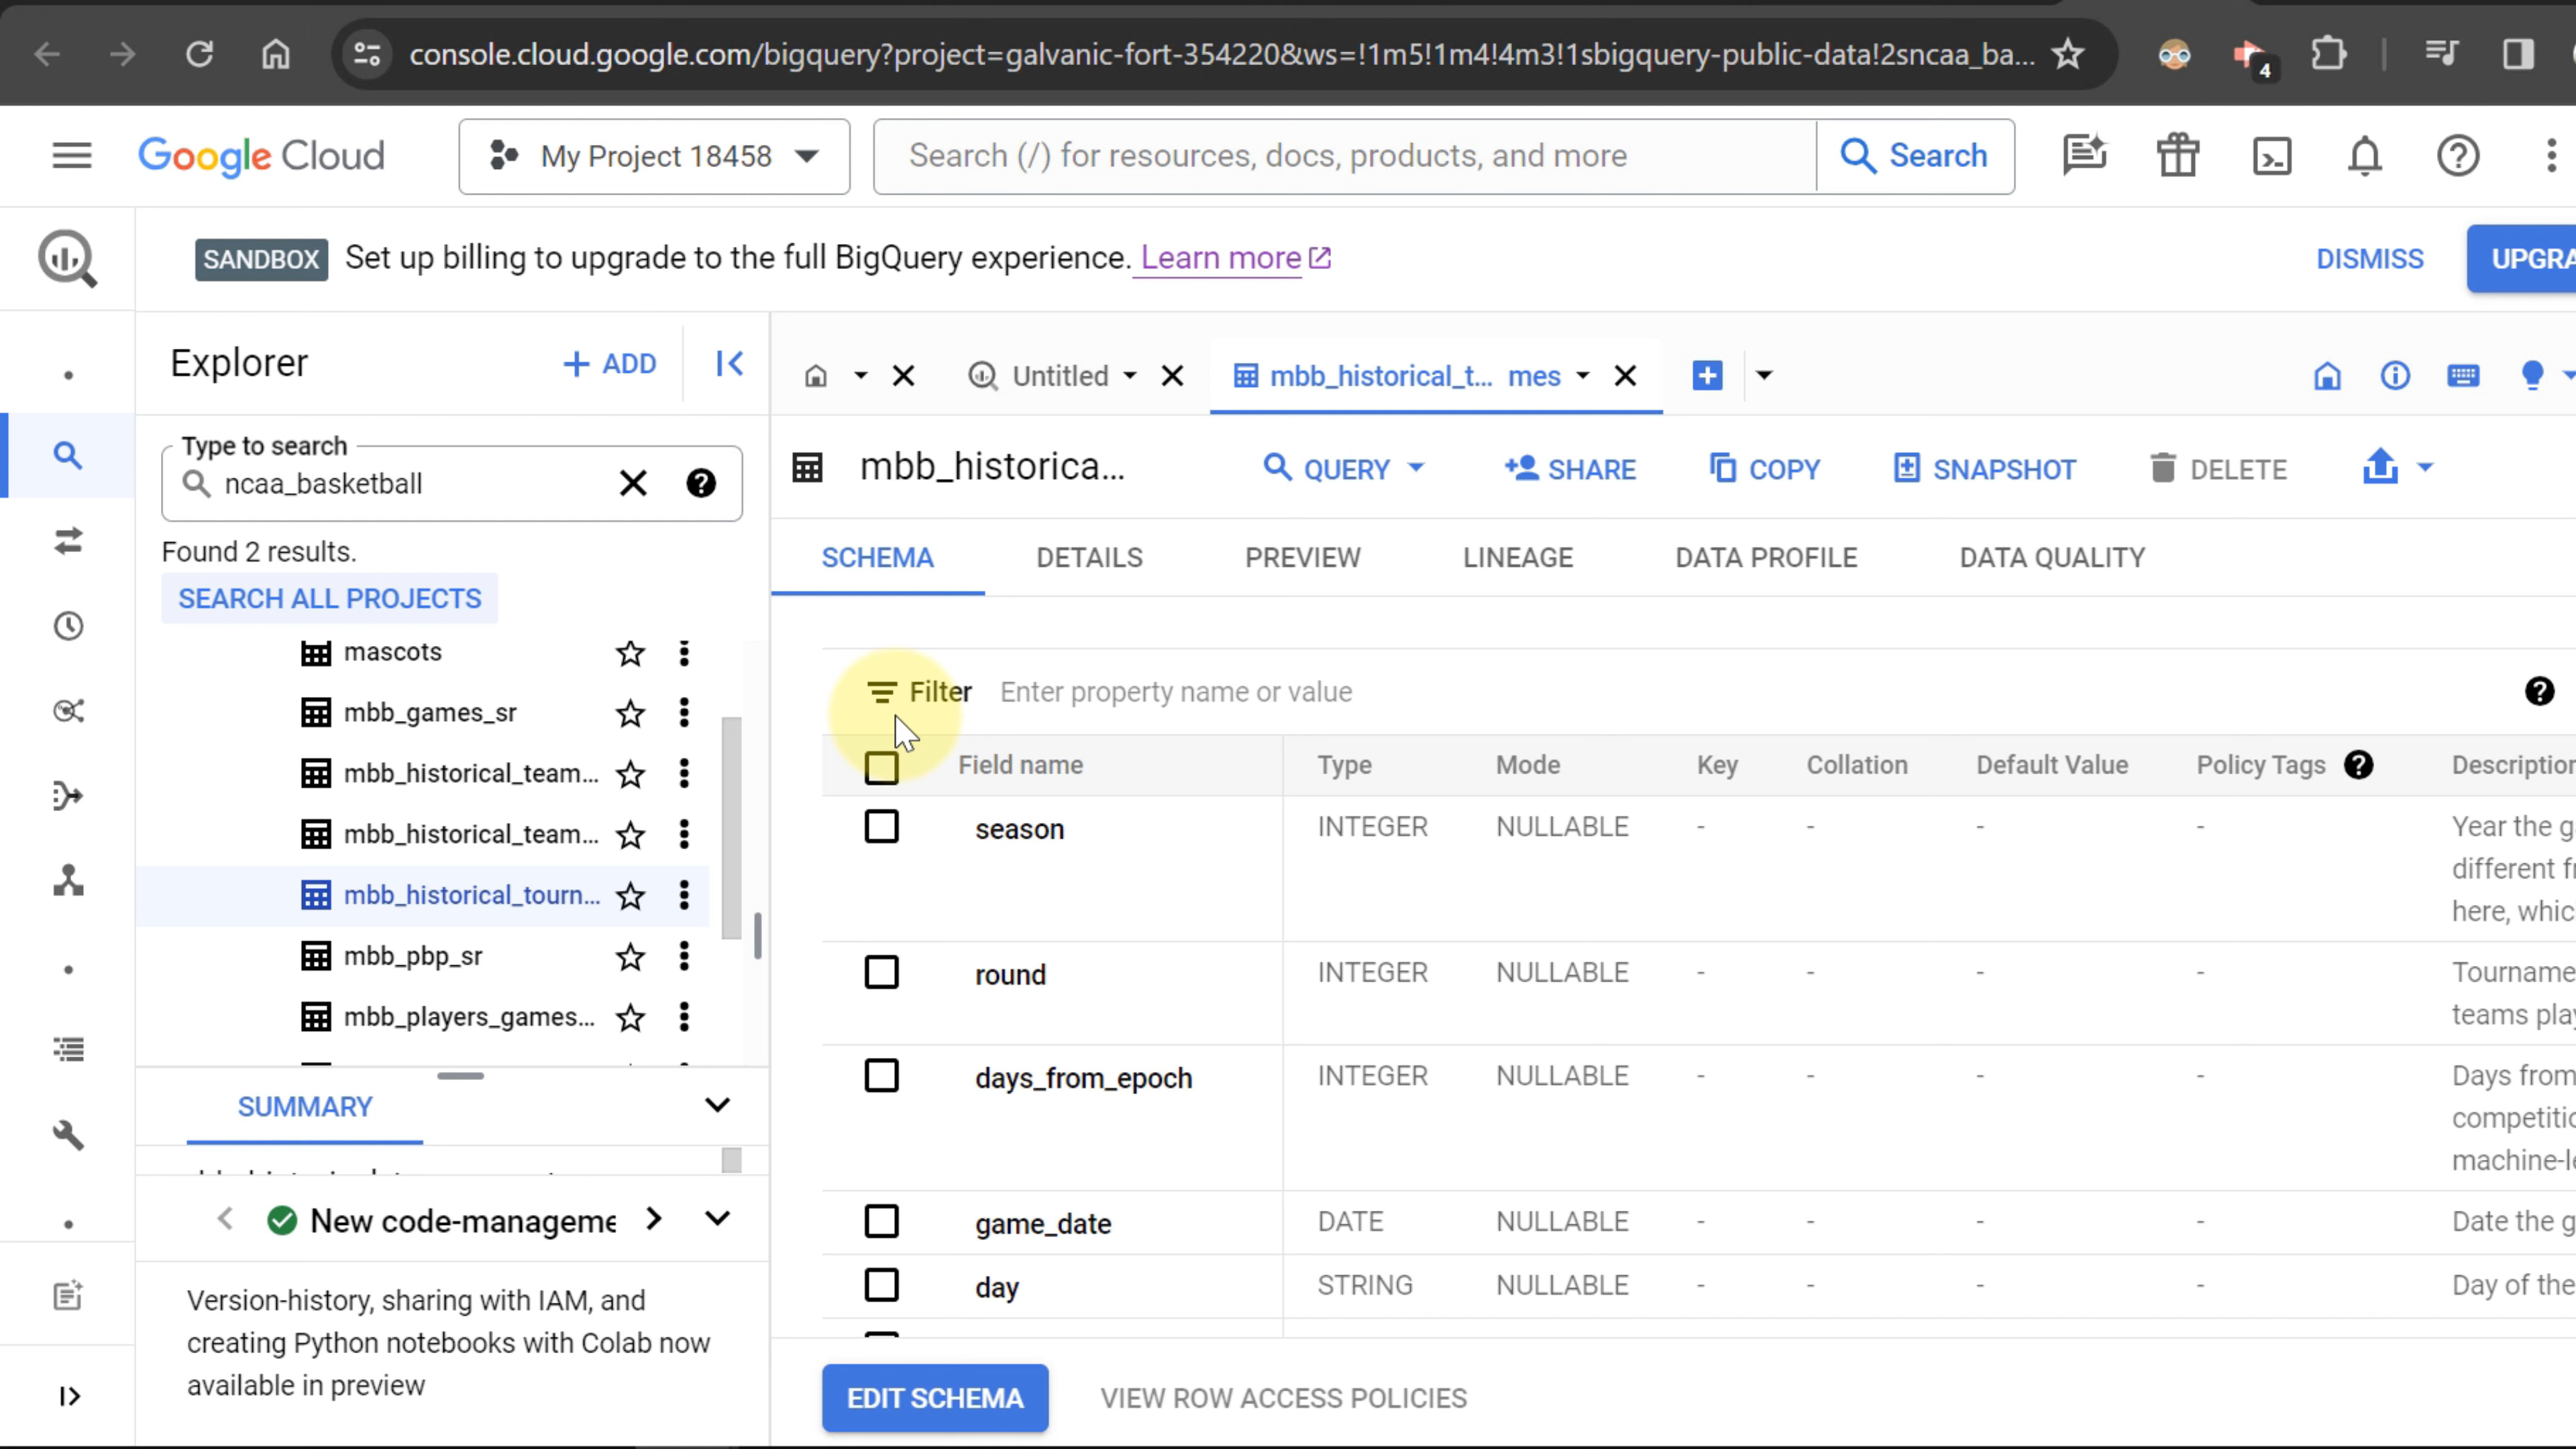 console.cloud.google.com/bigquery?project=galvanic-fort-354220&ws=!1m5!1m4!4m3!1sbigquery-public-data!2sncaa_ba...
4
Google Cloud
My Project 18458
Search (/) for resources, docs, products, and more
Search
SANDBOX Set up billing to upgrade to the full BigQuery experience. Learn more
DISMISS
UPGRA
Explorer
+ ADD
Untitled
mbb_historical_t... mes
Type to search
ncaa_basketball
Found 2 results.
SEARCH ALL PROJECTS
mascots
mbb_games_sr
mbb_historical_team...
mbb_historical_team...
mbb_historical_tourn...
mbb_pbp_sr
mbb_players_games...
SUMMARY
New code-manageme
Version-history, sharing with IAM, and
creating Python notebooks with Colab now
available in preview
mbb_historica...
QUERY
SHARE
COPY
SNAPSHOT
DELETE
SCHEMA
DETAILS
PREVIEW
LINEAGE
DATA PROFILE
DATA QUALITY
Filter Enter property name or value
Field name Type Mode Key Collation Default Value Policy Tags Description
season INTEGER NULLABLE - - - - Year the g
different f
here, whic
round INTEGER NULLABLE - - - - Tourname
teams play
days_from_epoch INTEGER NULLABLE - - - - Days from
competitio
machine-le
game_date DATE NULLABLE - - - - Date the g
day STRING NULLABLE - - - - Day of the
EDIT SCHEMA
VIEW ROW ACCESS POLICIES